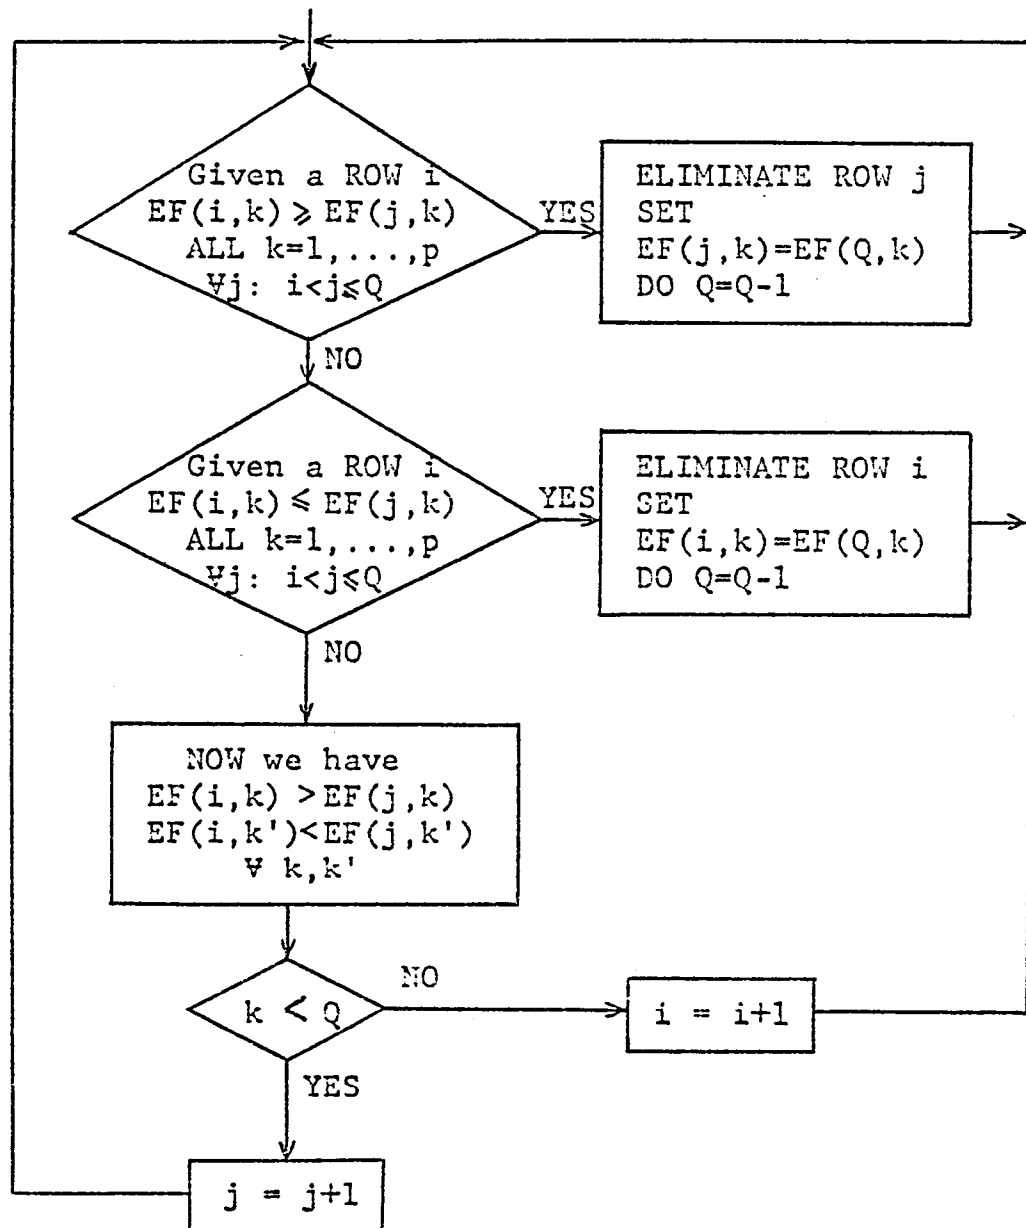 Given a ROW i
EF(i,k) ⩾ EF(j,k)
ALL k=1,...,p
∀j: i<j⩽Q
YES
ELIMINATE ROW j
SET
EF(j,k)=EF(Q,k)
DO Q=Q-1
NO
Given a ROW i
EF(i,k) ⩽ EF(j,k)
ALL k=1,...,p
∀j: i<j⩽Q
YES
ELIMINATE ROW i
SET
EF(i,k)=EF(Q,k)
DO Q=Q-1
NO
NOW we have
EF(i,k) >EF(j,k)
EF(i,k')<EF(j,k')
∀ k,k'
k < Q
NO
i = i+1
YES
j = j+1